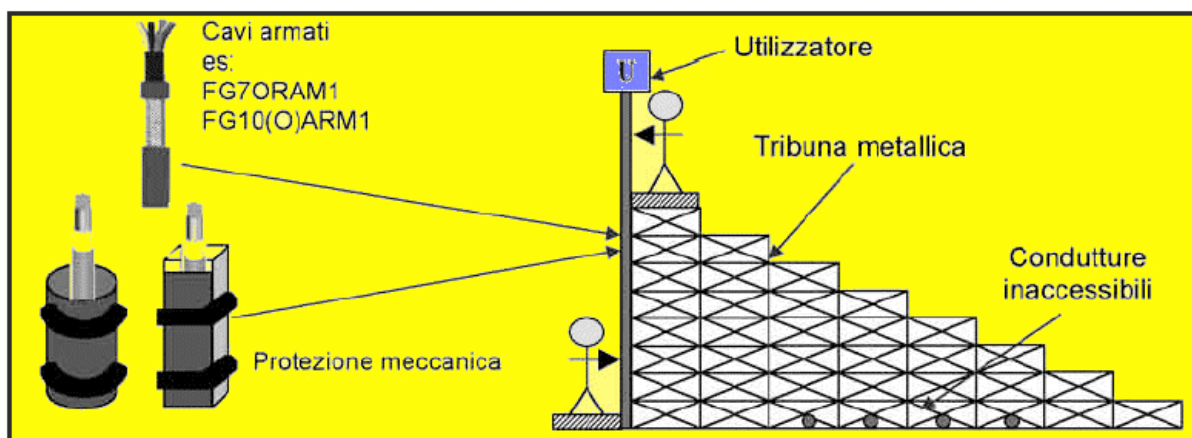 Cavi armati
es:
FG7ORAM1
FG10(O)ARM1
U
Utilizzatore
Tribuna metallica
Condutture
inaccessibili
Protezione meccanica